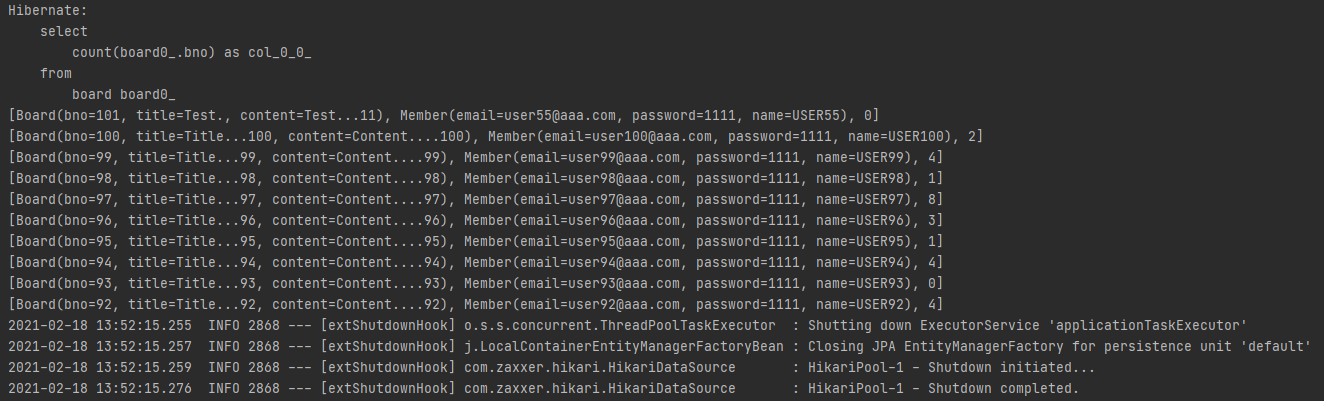 Hibernate:
    select
        count(board0_.bno) as col_0_0_
    from
        board board0_
[Board(bno=101, title=Test., content=Test...11), Member(email=user55@aaa.com, password=1111, name=USER55), 0]
[Board(bno=100, title=Title...100, content=Content....100), Member(email=user100@aaa.com, password=1111, name=USER100), 2]
[Board(bno=99, title=Title...99, content=Content....99), Member(email=user99@aaa.com, password=1111, name=USER99), 4]
[Board(bno=98, title=Title...98, content=Content....98), Member(email=user98@aaa.com, password=1111, name=USER98), 1]
[Board(bno=97, title=Title...97, content=Content....97), Member(email=user97@aaa.com, password=1111, name=USER97), 8]
[Board(bno=96, title=Title...96, content=Content....96), Member(email=user96@aaa.com, password=1111, name=USER96), 3]
[Board(bno=95, title=Title...95, content=Content....95), Member(email=user95@aaa.com, password=1111, name=USER95), 1]
[Board(bno=94, title=Title...94, content=Content....94), Member(email=user94@aaa.com, password=1111, name=USER94), 4]
[Board(bno=93, title=Title...93, content=Content....93), Member(email=user93@aaa.com, password=1111, name=USER93), 0]
[Board(bno=92, title=Title...92, content=Content....92), Member(email=user92@aaa.com, password=1111, name=USER92), 4]
2021-02-18 13:52:15.255  INFO 2868 --- [extShutdownHook] o.s.s.concurrent.ThreadPoolTaskExecutor  : Shutting down ExecutorService 'applicationTaskExecutor'
2021-02-18 13:52:15.257  INFO 2868 --- [extShutdownHook] j.LocalContainerEntityManagerFactoryBean : Closing JPA EntityManagerFactory for persistence unit 'default'
2021-02-18 13:52:15.259  INFO 2868 --- [extShutdownHook] com.zaxxer.hikari.HikariDataSource       : HikariPool-1 - Shutdown initiated...
2021-02-18 13:52:15.276  INFO 2868 --- [extShutdownHook] com.zaxxer.hikari.HikariDataSource       : HikariPool-1 - Shutdown completed.